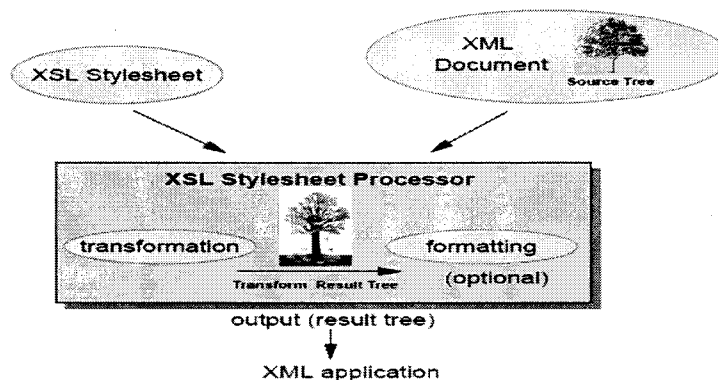 XSL Stylesheet
XML
Document
Source Tree
XSL Stylesheet Processor
transformation
formatting
Transform Result Tree
(optional)
output (result tree)
XML application